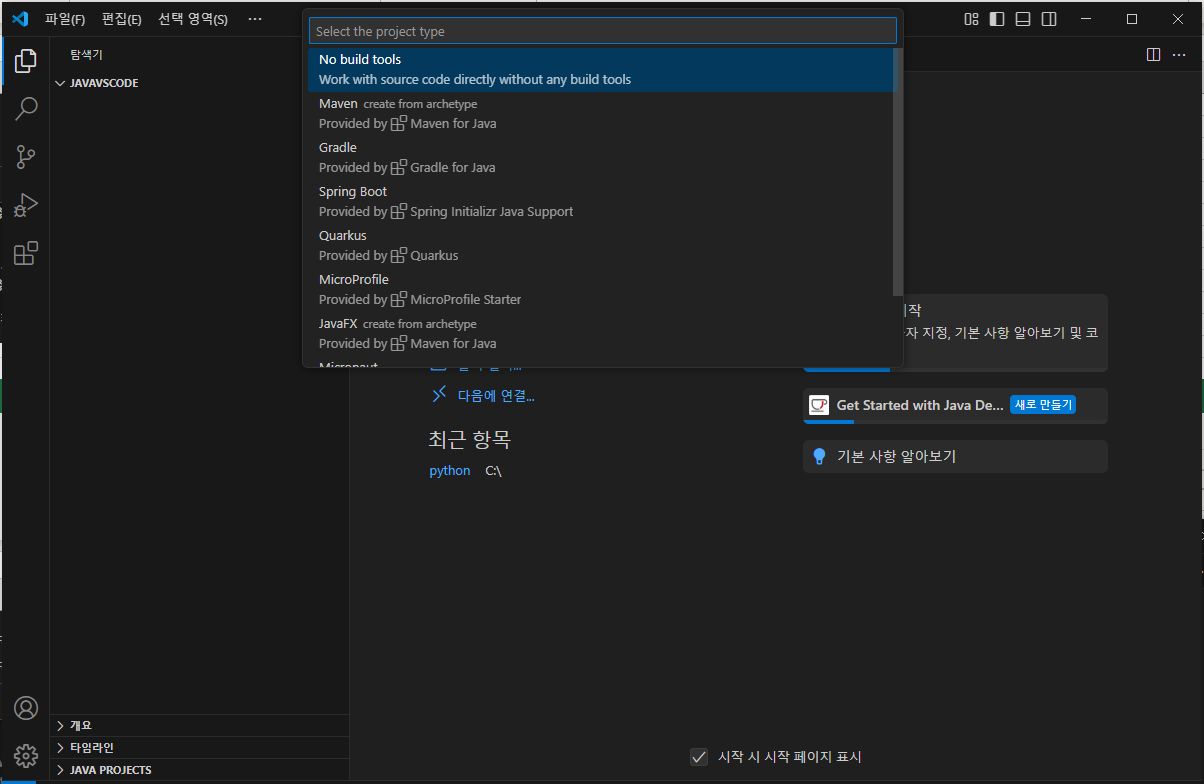 파일(F) 편집(E) 선택 영역(S) ···
Select the project type
No build tools
Work with source code directly without any build tools
Maven create from archetype
Provided by Maven for Java
Gradle
Provided by Gradle for Java
Spring Boot
Provided by Spring Initializr Java Support
Quarkus
Provided by Quarkus
MicroProfile
Provided by MicroProfile Starter
JavaFX create from archetype
Provided by Maven for Java
Micronaut
탐색기
JAVAVSCODE
다음에 연결...
최근 항목
python C:\
작
자 지정, 기본 사항 알아보기 및 코
Get Started with Java De... 새로 만들기
기본 사항 알아보기
시작 시 시작 페이지 표시
개요
타임라인
JAVA PROJECTS